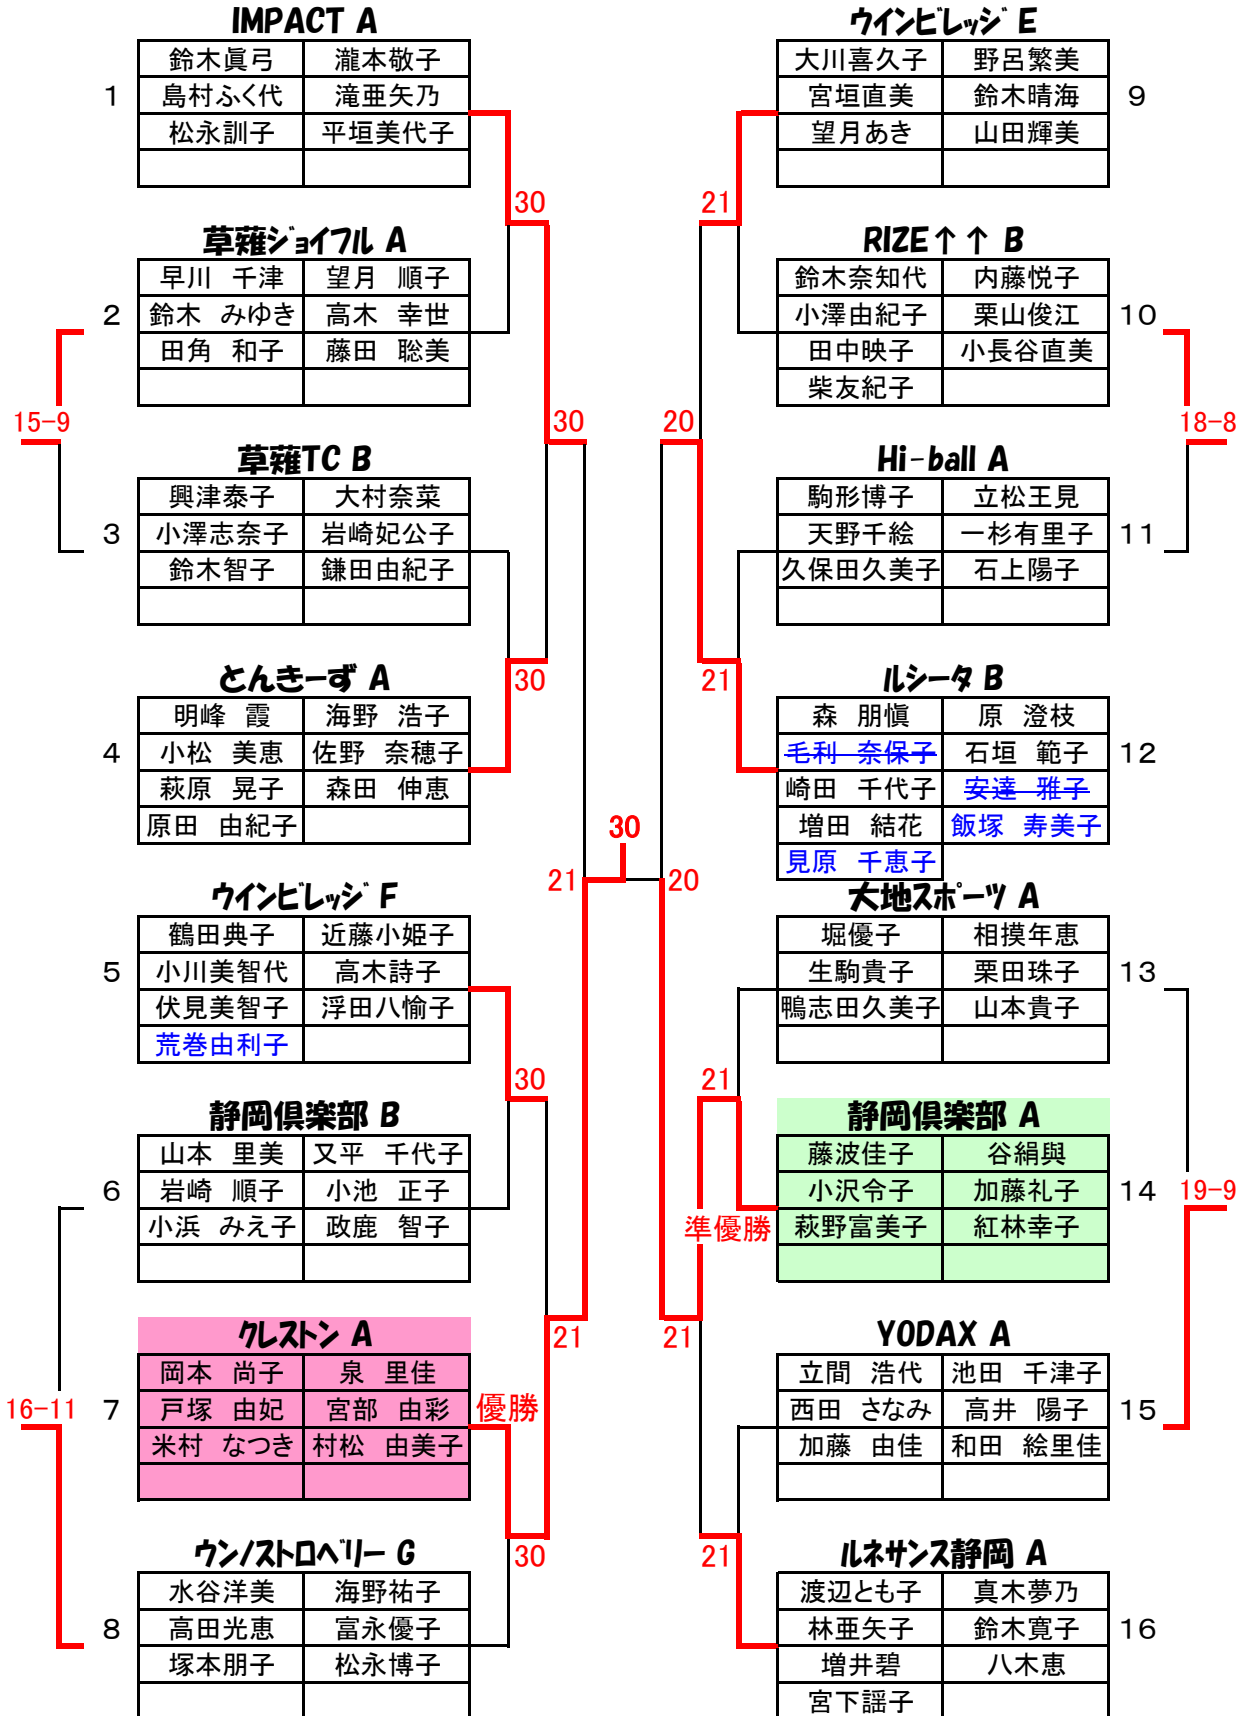 IMPACT A
鈴木眞弓 瀧本敬子
1 島村ふく代 滝亜矢乃
松永訓子 平垣美代子
30
草薙ジョイフル A
早川 千津 望月 順子
2 鈴木 みゆき 高木 幸世
田角 和子 藤田 聡美
15-9
30
草薙TC B
興津泰子 大村奈菜
3 小澤志奈子 岩崎妃公子
鈴木智子 鎌田由紀子
とんきーず A
30
明峰 霞 海野 浩子
4 小松 美恵 佐野 奈穂子
萩原 晃子 森田 伸恵
原田 由紀子
30
21
ウインビレッジ F
鶴田典子 近藤小姫子
5 小川美智代 高木詩子
伏見美智子 浮田八愉子
荒巻由利子
30
静岡倶楽部 B
山本 里美 又平 千代子
6 岩崎 順子 小池 正子
小浜 みえ子 政鹿 智子
クレストン A
21
岡本 尚子 泉 里佳
16-11 7 戸塚 由妃 宮部 由彩 優勝
米村 なつき 村松 由美子
ウンノストロベリー G
30
水谷洋美 海野祐子
8 高田光恵 富永優子
塚本朋子 松永博子
ウインビレッジ E
大川喜久子 野呂繁美
宮垣直美 鈴木晴海 9
望月あき 山田輝美
21
RIZE↑↑ B
鈴木奈知代 内藤悦子
小澤由紀子 栗山俊江 10
田中映子 小長谷直美
柴友紀子
20
18-8
Hi-ball A
駒形博子 立松王見
天野千絵 一杉有里子 11
久保田久美子 石上陽子
21
ルシータ B
森 朋愼 原 澄枝
毛利 奈保子 石垣 範子 12
崎田 千代子 安達 雅子
増田 結花 飯塚 寿美子
見原 千恵子
20
大地スポーツ A
堀優子 相摸年恵
生駒貴子 栗田珠子 13
鴨志田久美子 山本貴子
21
静岡倶楽部 A
藤波佳子 谷絹與
小沢令子 加藤礼子 14 19-9
準優勝 萩野富美子 紅林幸子
21
YODAX A
立間 浩代 池田 千津子
西田 さなみ 高井 陽子 15
加藤 由佳 和田 絵里佳
21
ルネサンス静岡 A
渡辺とも子 真木夢乃
林亜矢子 鈴木寛子 16
増井碧 八木恵
宮下謡子